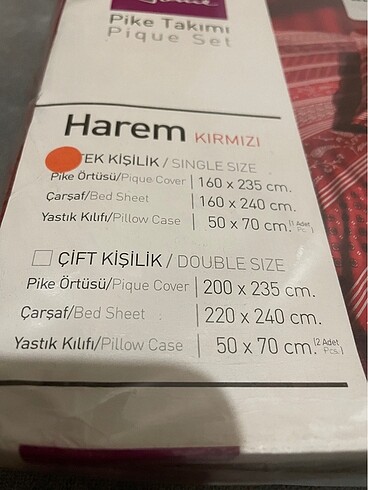 Pike Takımı
Pique Set
Harem KIRMIZI
TEK KİŞİLİK / SINGLE SIZE
Pike Örtüsü/Pique Cover | 160 x 235 cm.
Çarşaf/Bed Sheet | 160 x 240 cm.
Yastık Kılıfı/Pillow Case | 50 x 70 cm. (1 Adet Pc.)
ÇİFT KİŞİLİK / DOUBLE SIZE
Pike Örtüsü/Pique Cover | 200 x 235 cm.
Çarşaf/Bed Sheet | 220 x 240 cm.
Yastık Kılıfı/Pillow Case | 50 x 70 cm. (2 Adet Pcs.)